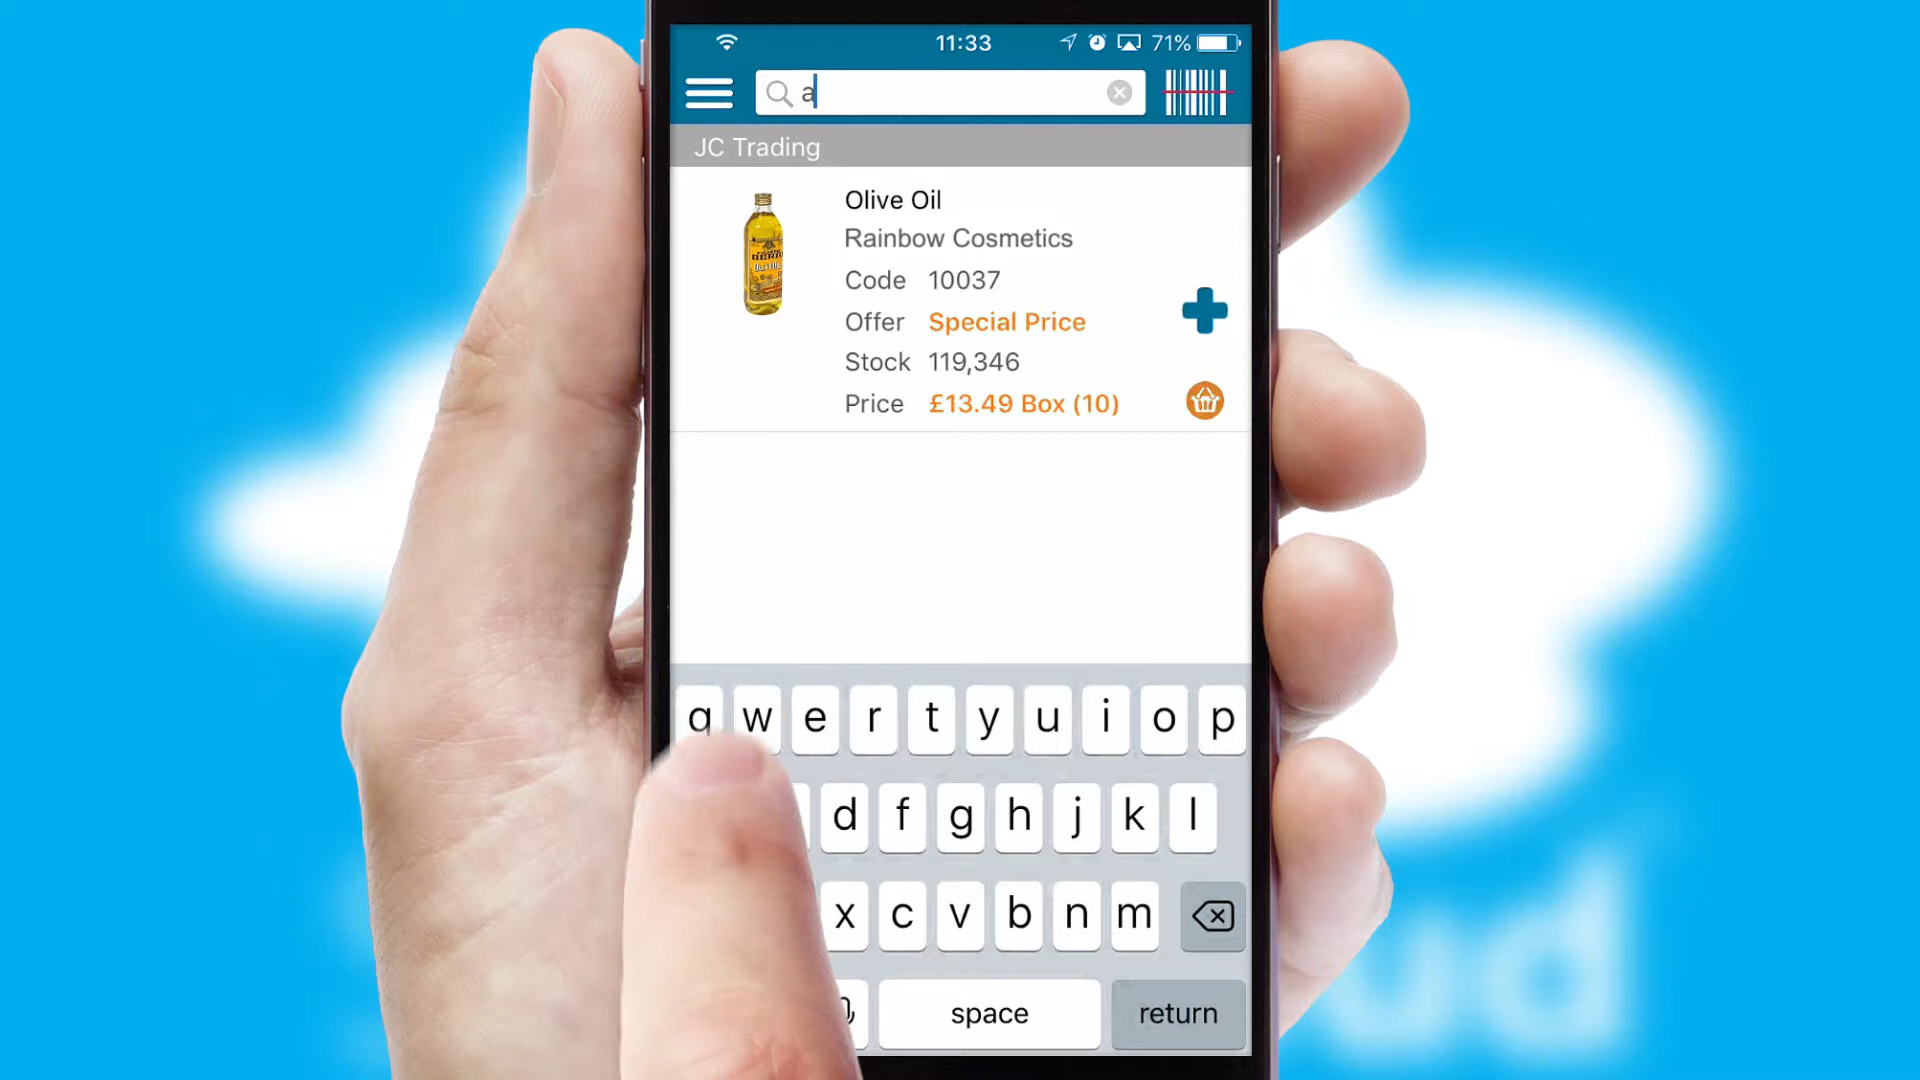 11:33 71%
a
JC Trading
Olive Oil
Rainbow Cosmetics
Code 10037
Offer Special Price
Stock 119,346
Price £13.49 Box (10)
q w e r t y u i o p
d f g h j k l
x c v b n m
space return
ud